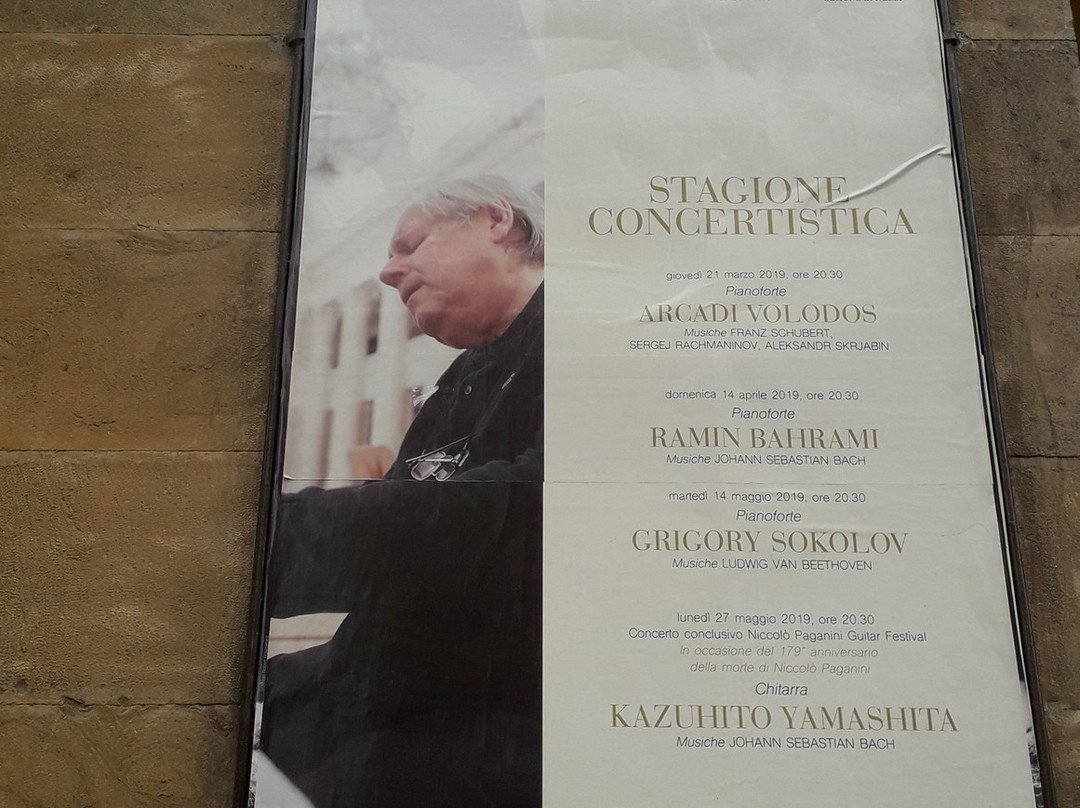 STAGIONE
CONCERTISTICA
giovedì 21 marzo 2019, ore 20.30
Pianoforte
ARCADI VOLODOS
Musiche FRANZ SCHUBERT,
SERGEJ RACHMANINOV, ALEKSANDR SKRJABIN
domenica 14 aprile 2019, ore 20.30
Pianoforte
RAMIN BAHRAMI
Musiche JOHANN SEBASTIAN BACH
martedì 14 maggio 2019, ore 20.30
Pianoforte
GRIGORY SOKOLOV
Musiche LUDWIG VAN BEETHOVEN
lunedì 27 maggio 2019, ore 20.30
Concerto conclusivo Niccolò Paganini Guitar Festival
In occasione del 179° anniversario
della morte di Niccolò Paganini
Chitarra
KAZUHITO YAMASHITA
Musiche JOHANN SEBASTIAN BACH